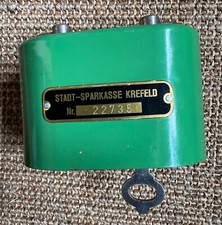 STADT-SPARKASSE KREFELD
Nr. 22735